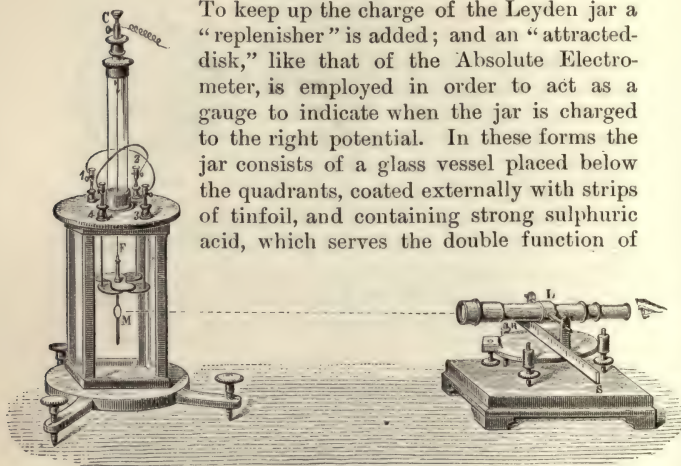 To keep up the charge of the Leyden jar a
“replenisher” is added; and an “attracted-
disk,” like that of the Absolute Electro-
meter, is employed in order to act as a
gauge to indicate when the jar is charged
to the right potential. In these forms the
jar consists of a glass vessel placed below
the quadrants, coated externally with strips
of tinfoil, and containing strong sulphuric
acid, which serves the double function of
C
1
2
4
3
F
M
L
S